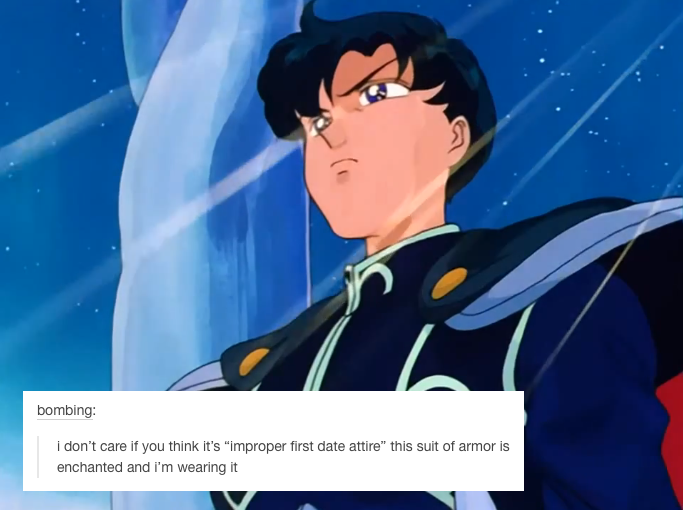 bombing:
i don’t care if you think it’s “improper first date attire” this suit of armor is
enchanted and i’m wearing it